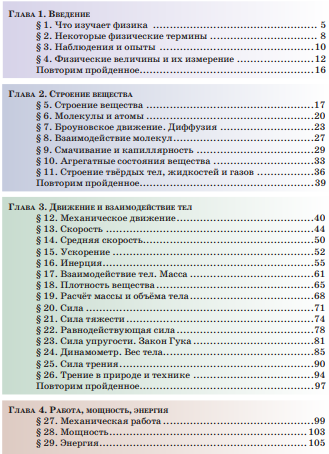 Глава 1. Введение
§ 1. Что изучает физика 5
§ 2. Некоторые физические термины 8
§ 3. Наблюдения и опыты 10
§ 4. Физические величины и их измерение 12
Повторим пройденное 16
Глава 2. Строение вещества
§ 5. Строение вещества 17
§ 6. Молекулы и атомы 20
§ 7. Броуновское движение. Диффузия 23
§ 8. Взаимодействие молекул 27
§ 9. Смачивание и капиллярность 29
§ 10. Агрегатные состояния вещества 33
§ 11. Строение твёрдых тел, жидкостей и газов 36
Повторим пройденное 39
Глава 3. Движение и взаимодействие тел
§ 12. Механическое движение 40
§ 13. Скорость 44
§ 14. Средняя скорость 50
§ 15. Ускорение 52
§ 16. Инерция 55
§ 17. Взаимодействие тел. Масса 61
§ 18. Плотность вещества 65
§ 19. Расчёт массы и объёма тела 68
§ 20. Сила 71
§ 21. Сила тяжести 74
§ 22. Равнодействующая сила 78
§ 23. Сила упругости. Закон Гука 81
§ 24. Динамометр. Вес тела 85
§ 25. Сила трения 90
§ 26. Трение в природе и технике 94
Повторим пройденное 97
Глава 4. Работа, мощность, энергия
§ 27. Механическая работа 99
§ 28. Мощность 103
§ 29. Энергия 105